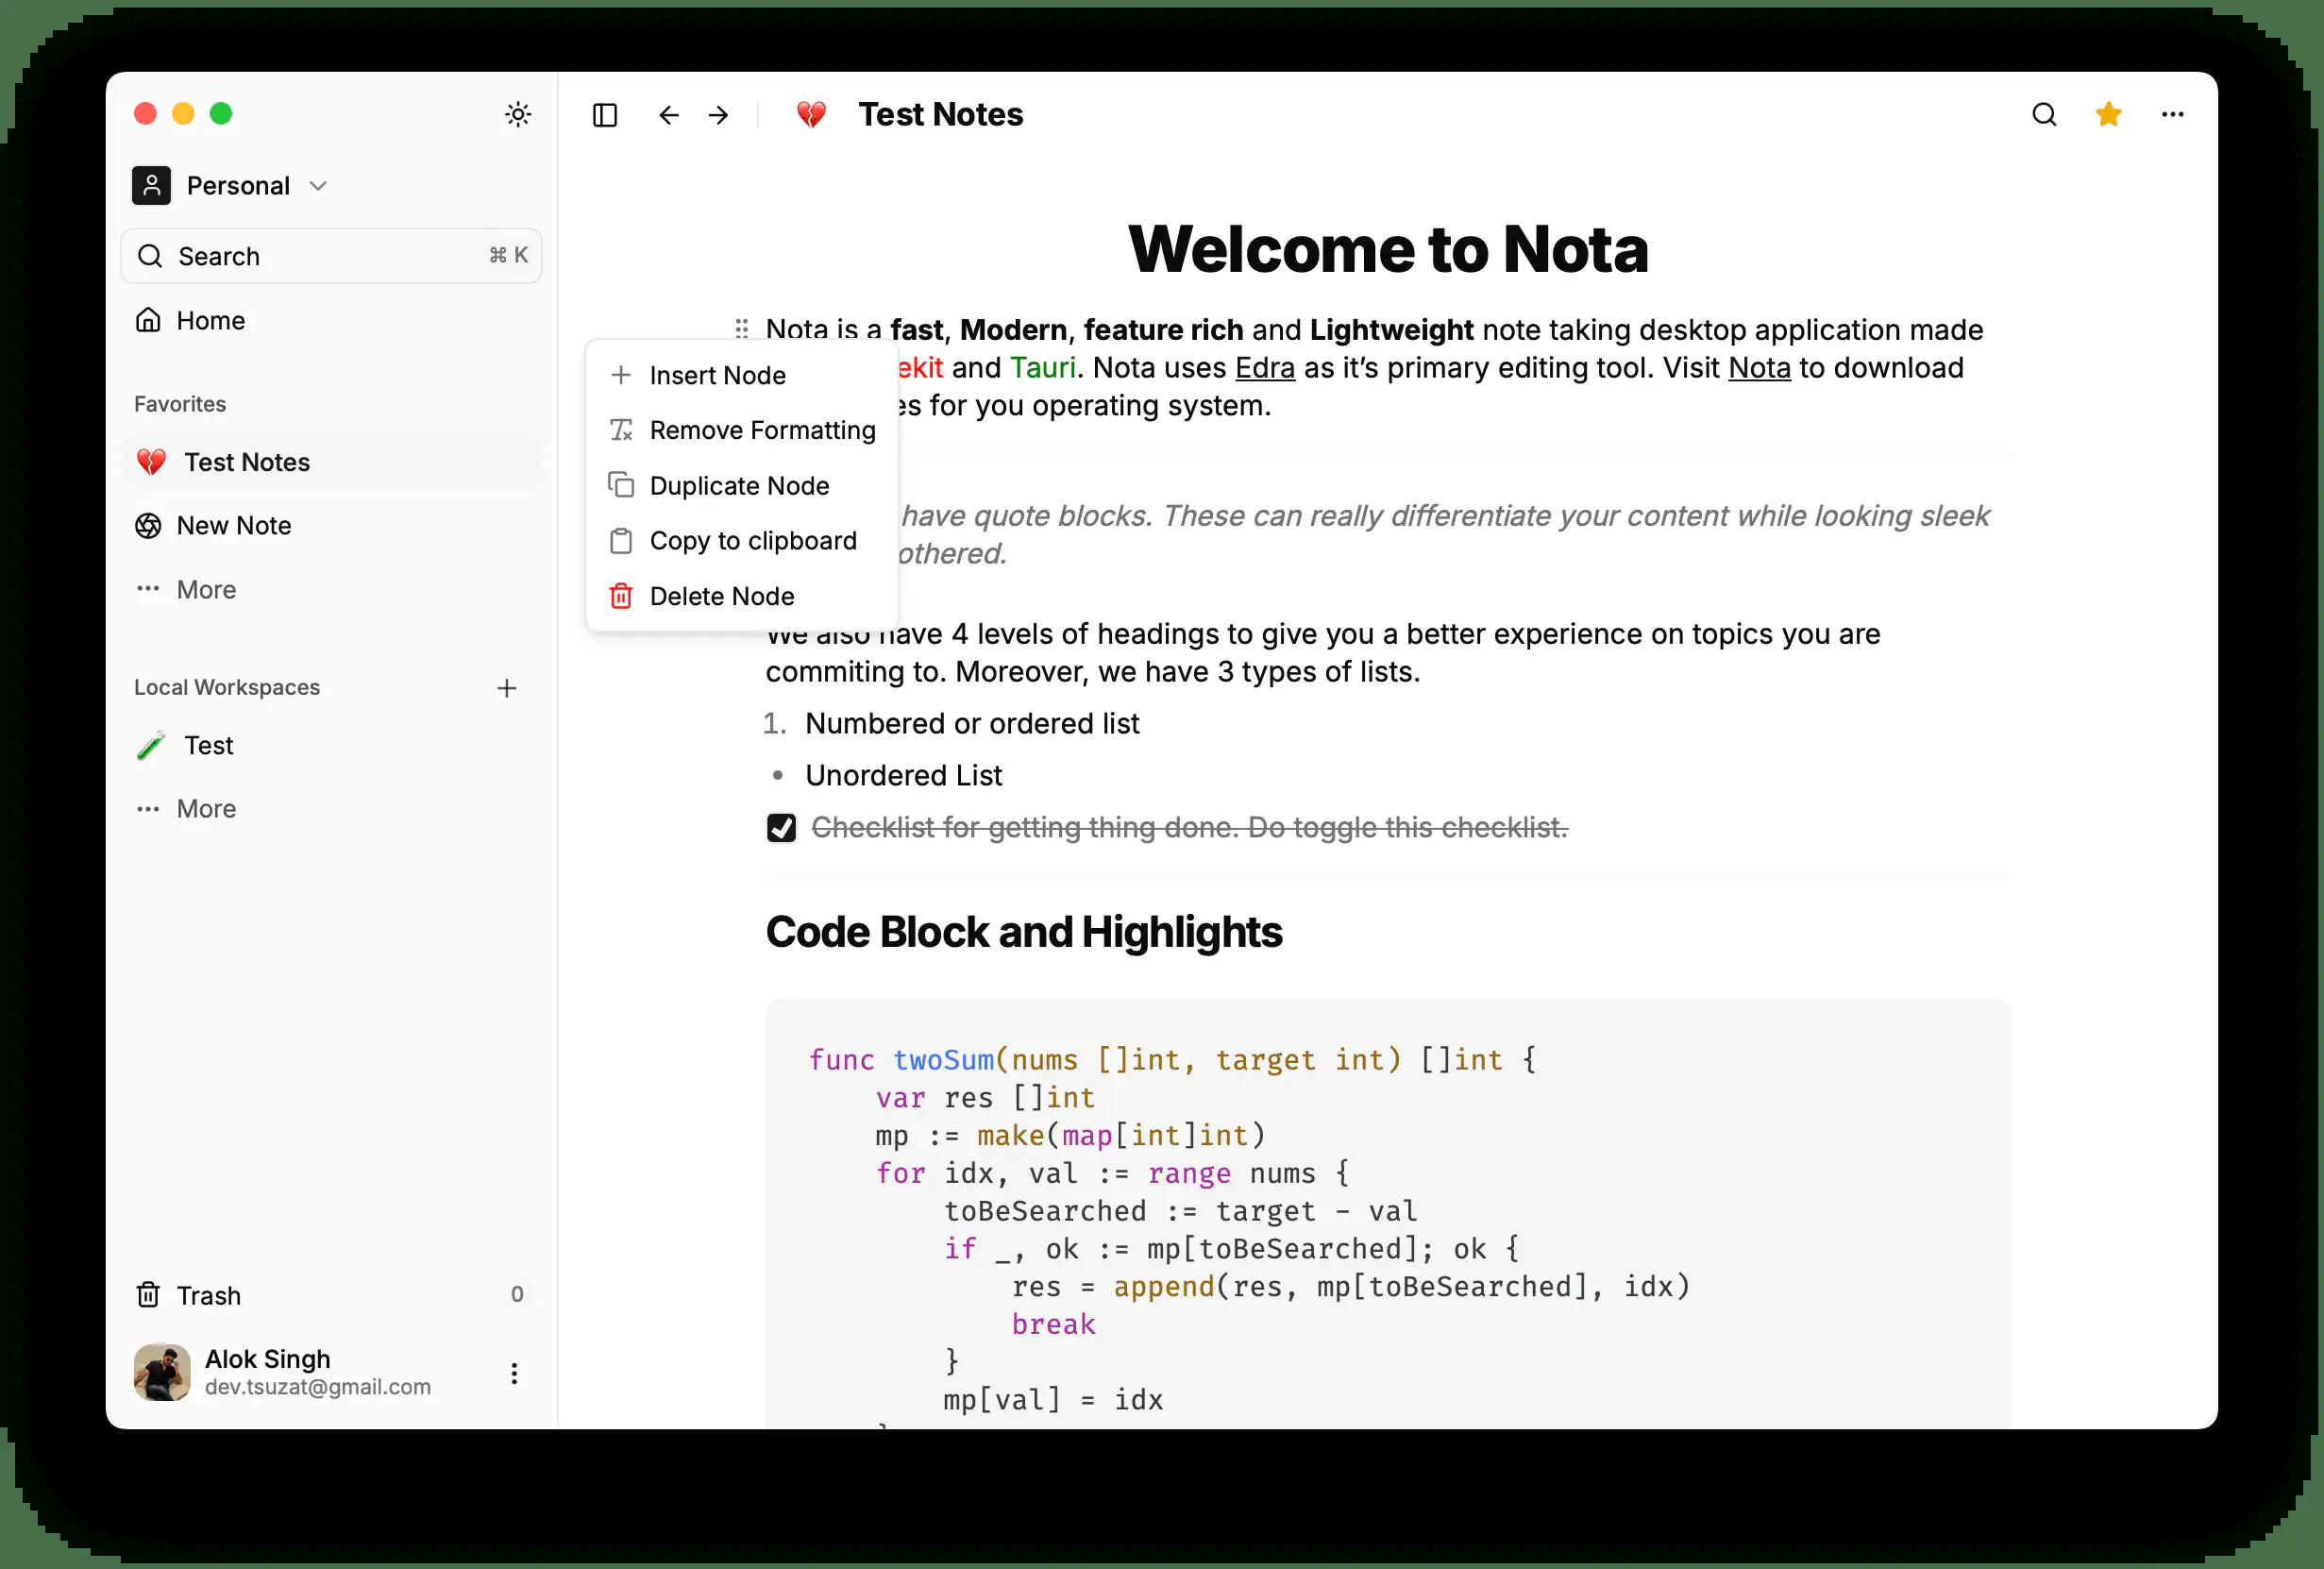 Personal
Search ⌘ K
Home
Favorites
Test Notes
New Note
More
Local Workspaces
Test
More
Trash 0
Alok Singh
dev.tsuzat@gmail.com
Test Notes
Welcome to Nota
Nota is a fast, Modern, feature rich and Lightweight note taking desktop application made
ekit and Tauri. Nota uses Edra as it’s primary editing tool. Visit Nota to download
es for you operating system.
Insert Node
Remove Formatting
Duplicate Node
Copy to clipboard
Delete Node
have quote blocks. These can really differentiate your content while looking sleek
othered.
We also have 4 levels of headings to give you a better experience on topics you are
commiting to. Moreover, we have 3 types of lists.
1. Numbered or ordered list
• Unordered List
Checklist for getting thing done. Do toggle this checklist.
Code Block and Highlights
func twoSum(nums []int, target int) []int {
    var res []int
    mp := make(map[int]int)
    for idx, val := range nums {
        toBeSearched := target - val
        if _, ok := mp[toBeSearched]; ok {
            res = append(res, mp[toBeSearched], idx)
            break
        }
        mp[val] = idx
    }